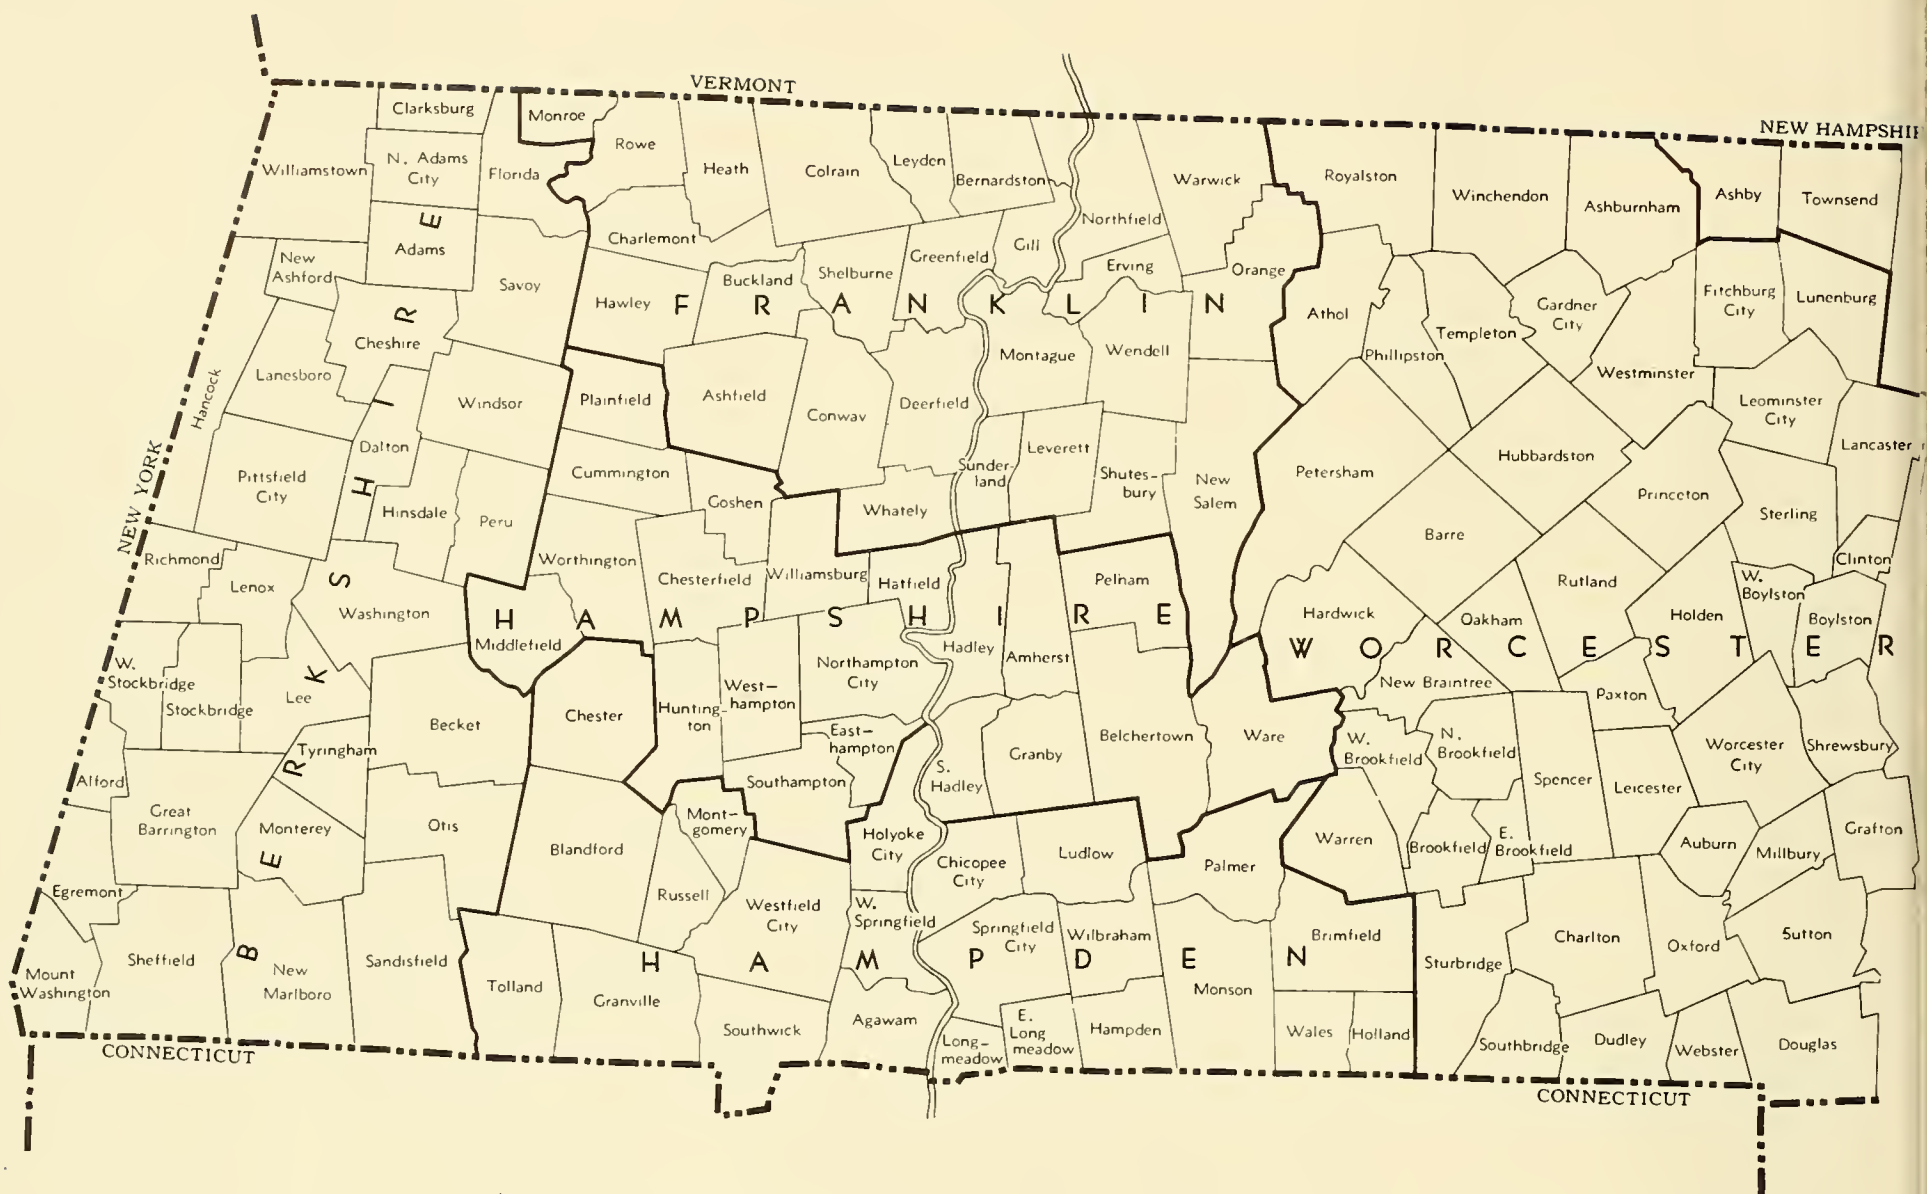 VERMONT
NEW HAMPSHI
NEW YORK
CONNECTICUT
CONNECTICUT
BERKSHIRE
FRANKLIN
HAMPSHIRE
HAMPDEN
WORCESTER
Clarksburg
Monroe
Rowe
Heath
Colrain
Leyden
Bernardston
Northfield
Warwick
Royalston
Winchendon
Ashburnham
Ashby
Townsend
Williamstown
N. Adams
City
Florida
Adams
New
Ashford
Savoy
Charlemont
Hawley
Buckland
Shelburne
Greenfield
Gill
Erving
Orange
Athol
Phillipston
Templeton
Gardner
City
Westminster
Fitchburg
City
Lunenburg
Hancock
Lanesboro
Cheshire
Windsor
Dalton
Plainfield
Ashfield
Conway
Deerfield
Montague
Wendell
Leominster
City
Lancaster
Pittsfield
City
Hinsdale
Peru
Cummington
Goshen
Whately
Sunder-
land
Leverett
Shutes-
bury
New
Salem
Petersham
Hubbardston
Princeton
Sterling
Barre
Clinton
Richmond
Lenox
Washington
Worthington
Middlefield
Chesterfield
Williamsburg
Hatfield
Hadley
Amherst
Pelham
Hardwick
Oakham
Rutland
Holden
W.
Boylston
Boylston
W.
Stockbridge
Stockbridge
Lee
Becket
Chester
Hunting-
ton
West-
hampton
Northampton
City
East-
hampton
Southampton
S.
Hadley
Granby
Belchertown
Ware
New Braintree
W.
Brookfield
N.
Brookfield
Spencer
Paxton
Leicester
Worcester
City
Shrewsbury
Alford
Great
Barrington
Tyringham
Monterey
Otis
Blandford
Mont-
gomery
Russell
Westfield
City
Holyoke
City
Chicopee
City
Ludlow
Palmer
Warren
Brookfield
E.
Brookfield
Auburn
Millbury
Grafton
Egremont
Mount
Washington
Sheffield
New
Marlboro
Sandisfield
Tolland
Granville
Southwick
W.
Springfield
Agawam
Springfield
City
Wilbraham
Long-
meadow
E.
Long
meadow
Hampden
Monson
Brimfield
Wales
Holland
Sturbridge
Southbridge
Charlton
Dudley
Oxford
Webster
Sutton
Douglas